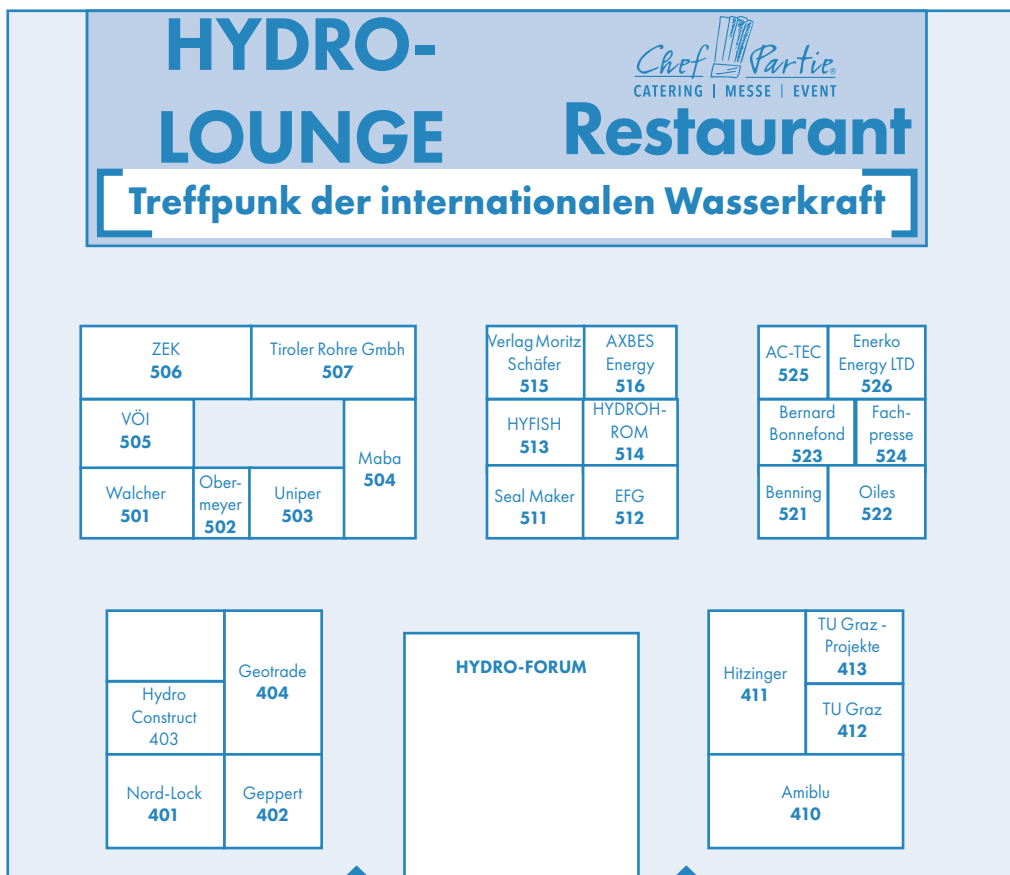 HYDRO-
LOUNGE
Chef Partie®
CATERING | MESSE | EVENT
Restaurant
Treffpunk der internationalen Wasserkraft
ZEK
506
Tiroler Rohre Gmbh
507
VÖI
505
Maba
504
Walcher
501
Ober-
meyer
502
Uniper
503
Verlag Moritz
Schäfer
515
AXBES
Energy
516
HYFISH
513
HYDROH-
ROM
514
Seal Maker
511
EFG
512
AC-TEC
525
Enerko
Energy LTD
526
Bernard
Bonnefond
523
Fach-
presse
524
Benning
521
Oiles
522
Geotrade
404
Hydro
Construct
403
Nord-Lock
401
Geppert
402
HYDRO-FORUM
Hitzinger
411
TU Graz -
Projekte
413
TU Graz
412
Amiblu
410